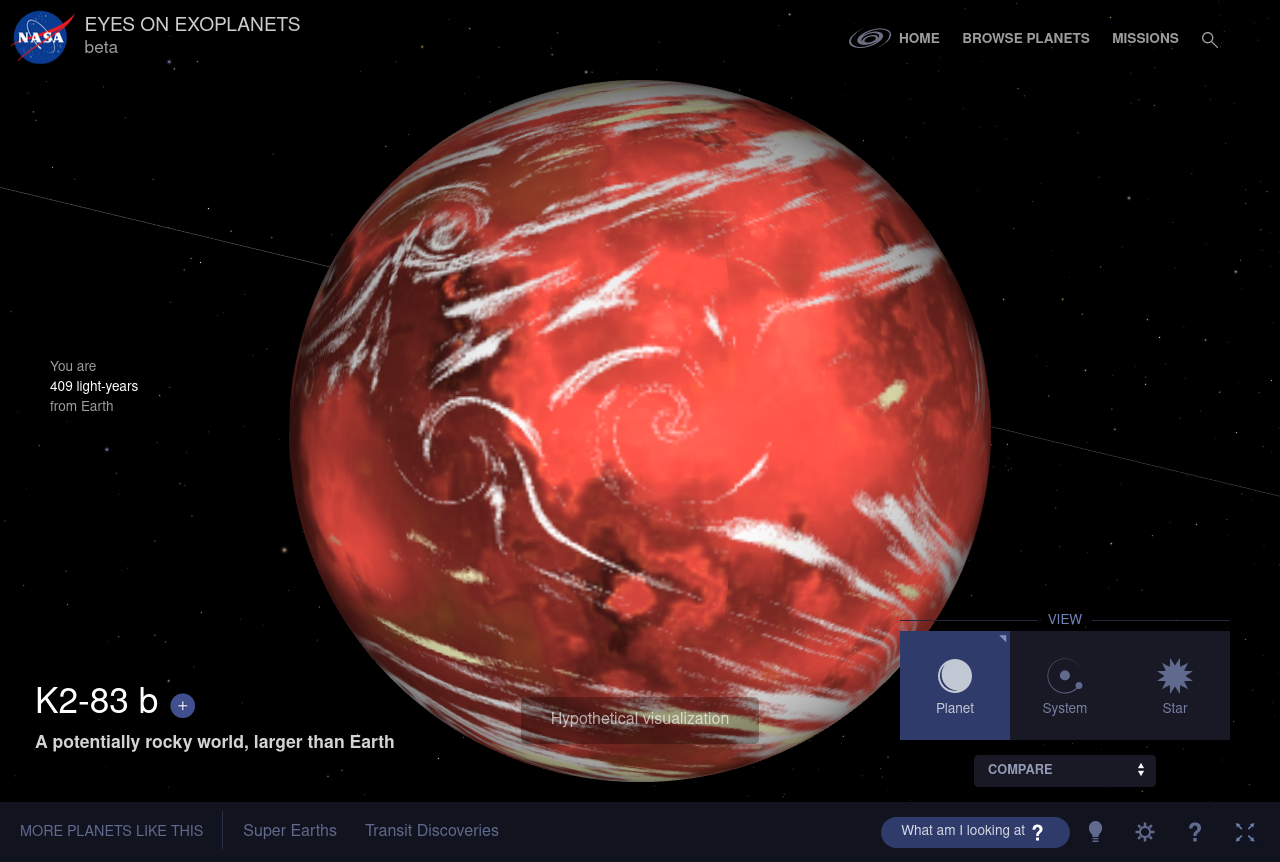 NASA
EYES ON EXOPLANETS
beta
HOME
BROWSE PLANETS
MISSIONS
You are
409 light-years
from Earth
VIEW
Planet
System
Star
K2-83 b +
A potentially rocky world, larger than Earth
Hypothetical visualization
COMPARE
MORE PLANETS LIKE THIS
Super Earths
Transit Discoveries
What am I looking at ?
?